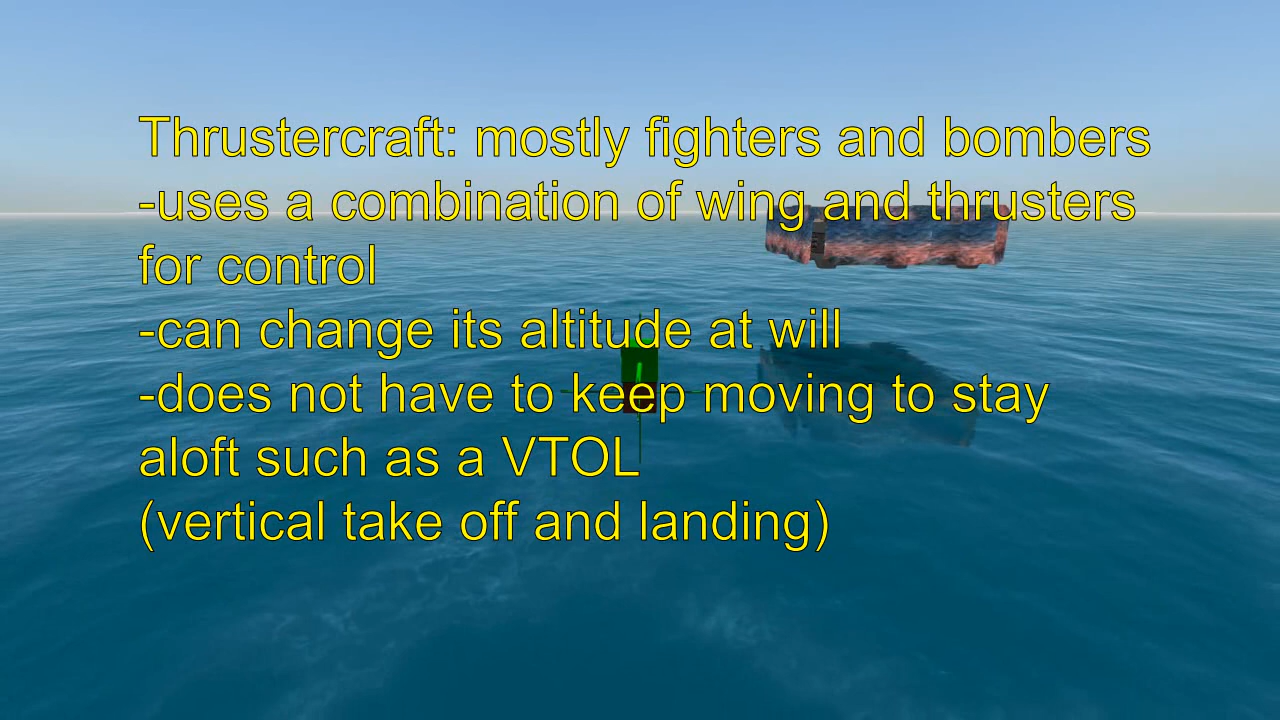 Thrustercraft: mostly fighters and bombers
-uses a combination of wing and thrusters
for control
-can change its altitude at will
-does not have to keep moving to stay
aloft such as a VTOL
(vertical take off and landing)